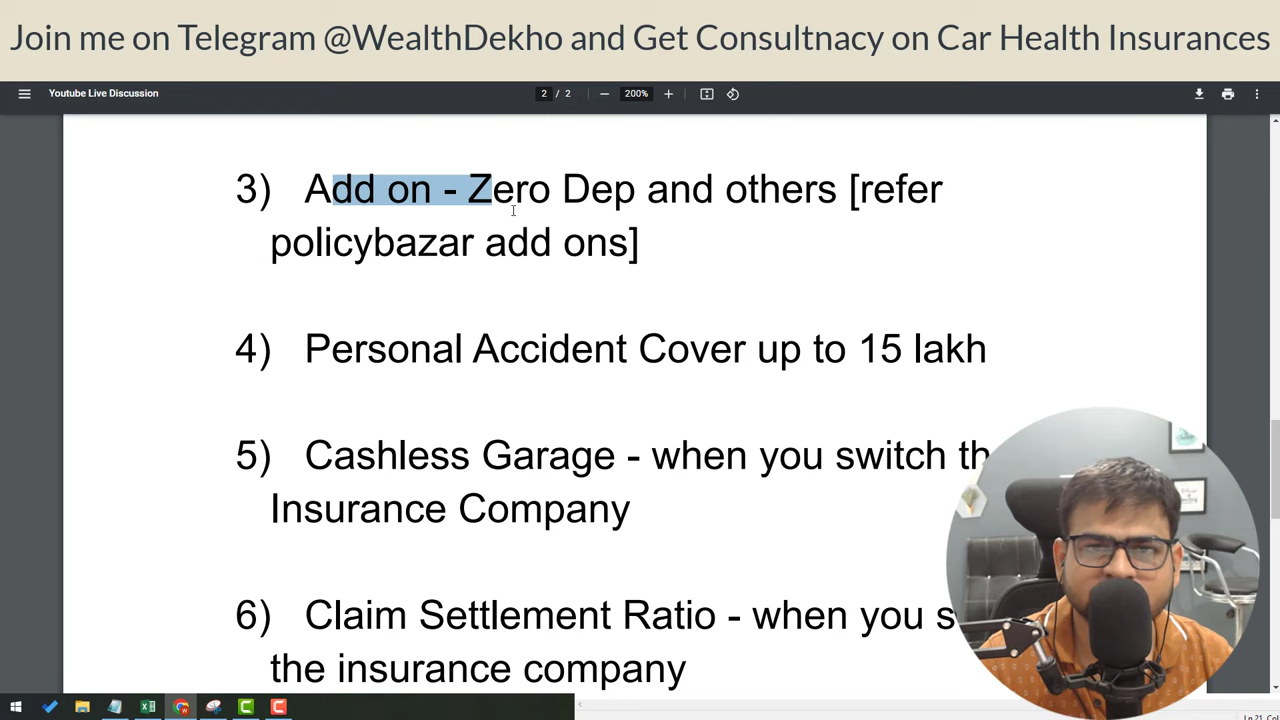 Join me on Telegram @WealthDekho and Get Consultnacy on Car Health Insurances
Youtube Live Discussion
2 / 2
200%
3) Add on - Zero Dep and others [refer
policybazar add ons]
4) Personal Accident Cover up to 15 lakh
5) Cashless Garage - when you switch th
Insurance Company
6) Claim Settlement Ratio - when you s
the insurance company